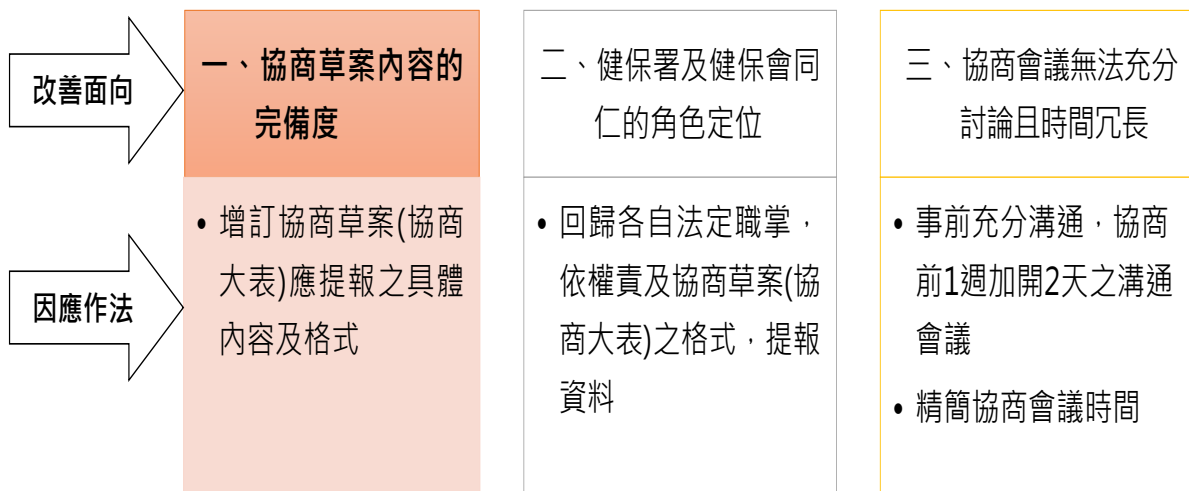 改善面向
一、協商草案內容的
完備度
二、健保署及健保會同
仁的角色定位
三、協商會議無法充分
討論且時間冗長
因應作法
• 增訂協商草案(協商
大表)應提報之具體
內容及格式
• 回歸各自法定職掌，
依權責及協商草案(協
商大表)之格式，提報
資料
• 事前充分溝通，協商
前1週加開2天之溝通
會議
• 精簡協商會議時間